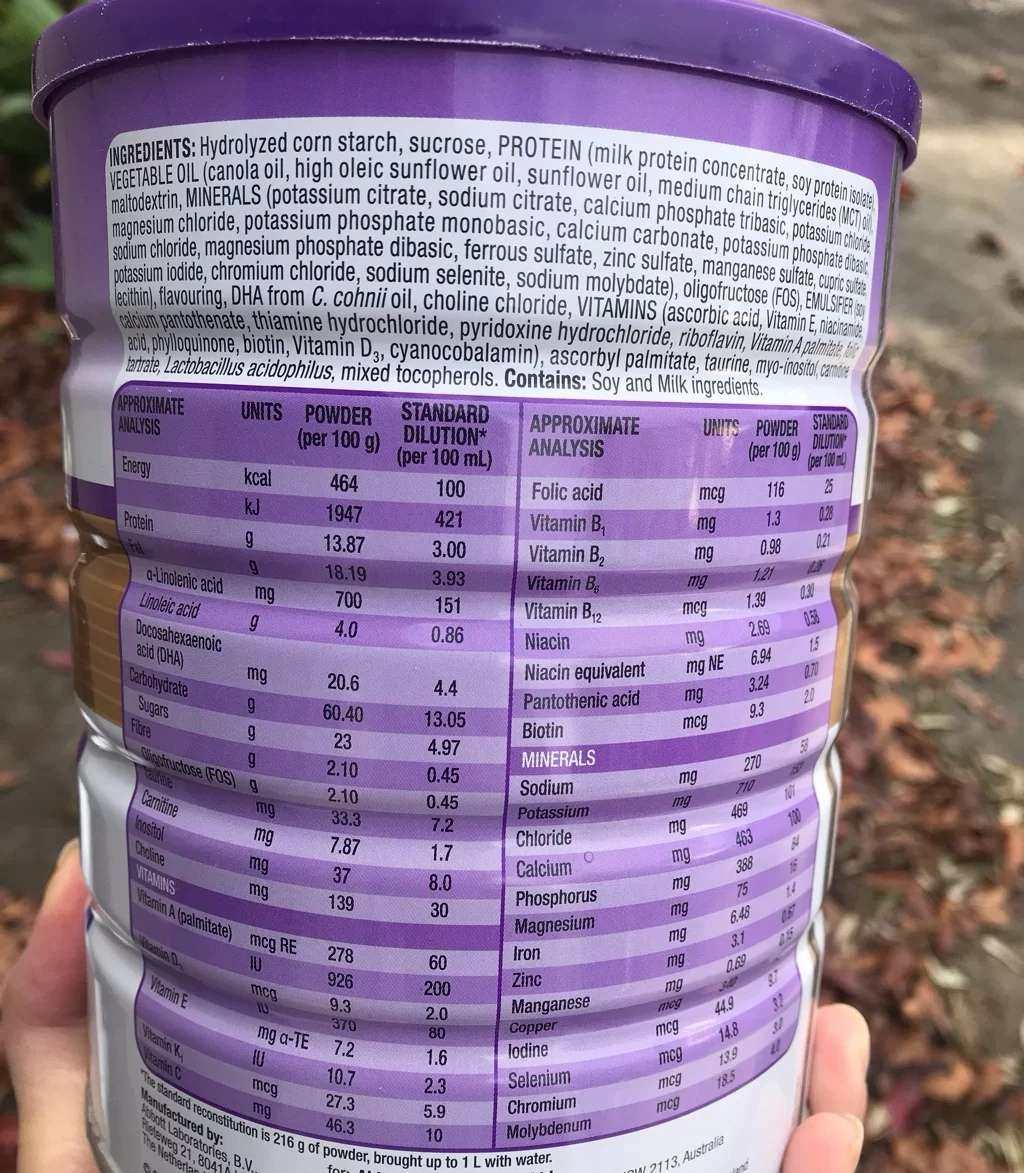 INGREDIENTS: Hydrolyzed corn starch, sucrose, PROTEIN (milk protein concentrate, soy protein isolate),
VEGETABLE OIL (canola oil, high oleic sunflower oil, sunflower oil, medium chain triglycerides (MCT) oil),
maltodextrin, MINERALS (potassium citrate, sodium citrate, calcium phosphate tribasic, potassium chloride,
magnesium chloride, potassium phosphate monobasic, calcium carbonate, potassium phosphate dibasic,
sodium chloride, magnesium phosphate dibasic, ferrous sulfate, zinc sulfate, manganese sulfate, cupric sulfate,
potassium iodide, chromium chloride, sodium selenite, sodium molybdate), oligofructose (FOS), EMULSIFIER (soy
lecithin), flavouring, DHA from C. cohnii oil, choline chloride, VITAMINS (ascorbic acid, Vitamin E, niacinamide,
calcium pantothenate, thiamine hydrochloride, pyridoxine hydrochloride, riboflavin, Vitamin A palmitate, folic
acid, phylloquinone, biotin, Vitamin D3, cyanocobalamin), ascorbyl palmitate, taurine, myo-inositol, carnitine
tartrate, Lactobacillus acidophilus, mixed tocopherols. Contains: Soy and Milk ingredients.
APPROXIMATE ANALYSIS UNITS POWDER (per 100 g) STANDARD DILUTION* (per 100 mL)
Energy kcal 464 100
kJ 1947 421
Protein g 13.87 3.00
Fat g 18.19 3.93
α-Linolenic acid mg 700 151
Linoleic acid g 4.0 0.86
Docosahexaenoic
acid (DHA) mg 20.6 4.4
Carbohydrate g 60.40 13.05
Sugars g 23 4.97
Fibre g 2.10 0.45
Oligofructose (FOS) g 2.10 0.45
Taurine mg 33.3 7.2
Carnitine mg 7.87 1.7
Inositol mg 37 8.0
Choline mg 139 30
VITAMINS
Vitamin A (palmitate) mcg RE 278 60
IU 926 200
Vitamin D3 mcg 9.3 2.0
IU 370 80
Vitamin E mg α-TE 7.2 1.6
IU 10.7 2.3
Vitamin K1 mcg 27.3 5.9
Vitamin C mg 46.3 10
APPROXIMATE ANALYSIS UNITS POWDER (per 100 g) STANDARD DILUTION* (per 100 mL)
Folic acid mcg 116 25
Vitamin B1 mg 1.3 0.28
Vitamin B2 mg 0.98 0.21
Vitamin B6 mg 1.21
Vitamin B12 mcg 1.39 0.30
Niacin mg 2.69 0.58
Niacin equivalent mg NE 6.94 1.5
Pantothenic acid mg 3.24 0.70
Biotin mcg 9.3 2.0
MINERALS
Sodium mg 270 58
Potassium mg 710
Chloride mg 469 101
Calcium mg 463 100
Phosphorus mg 388 84
Magnesium mg 75 16
Iron mg 6.48 1.4
Zinc mg 3.1 0.67
Manganese mg 0.69 0.15
Copper mcg 340
Iodine mcg 44.9 9.7
Selenium mcg 14.8 3.2
Chromium mcg 13.9 3.0
Molybdenum mcg 18.5 4.0
*The standard reconstitution is 216 g of powder, brought up to 1 L with water.
Manufactured by:
Abbott Laboratories, B.V.
Rieteweg 21, 8041A
The Netherlan
NSW 2113, Australia